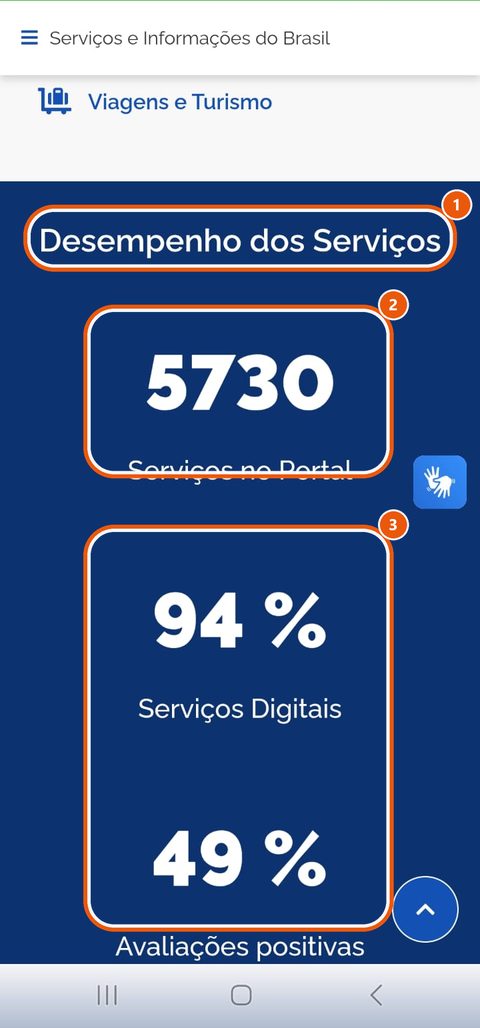 Serviços e Informações do Brasil
Viagens e Turismo
1
Desempenho dos Serviços
2
5730
Serviços no Portal
3
94 %
Serviços Digitais
49 %
Avaliações positivas